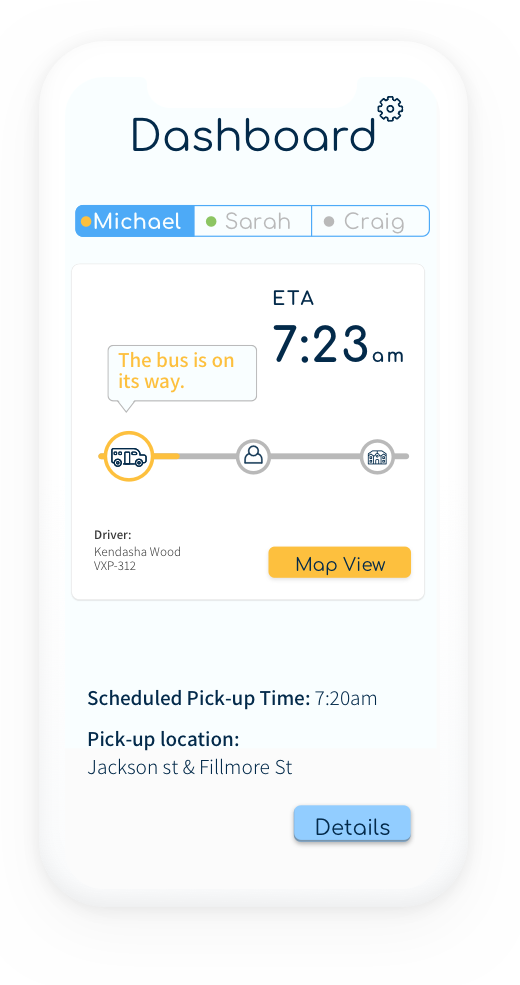 Dashboard
Michael Sarah Craig
ETA
7:23am
The bus is on
its way.
Driver:
Kendasha Wood
VXP-312
Map View
Scheduled Pick-up Time: 7:20am
Pick-up location:
Jackson st & Fillmore St
Details